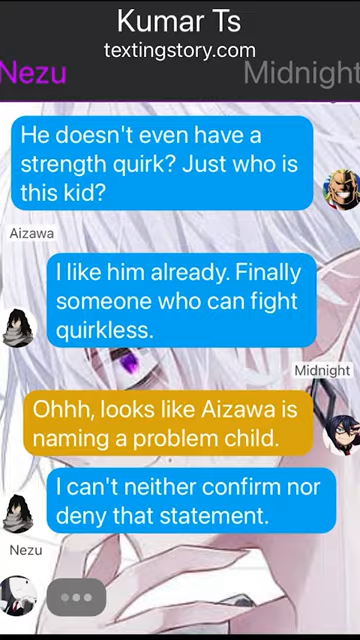 Kumar Ts
textingstory.com
Nezu
Midnight
He doesn't even have a
strength quirk? Just who is
this kid?
Aizawa
I like him already. Finally
someone who can fight
quirkless.
Midnight
Ohhh, looks like Aizawa is
naming a problem child.
I can't neither confirm nor
deny that statement.
Nezu